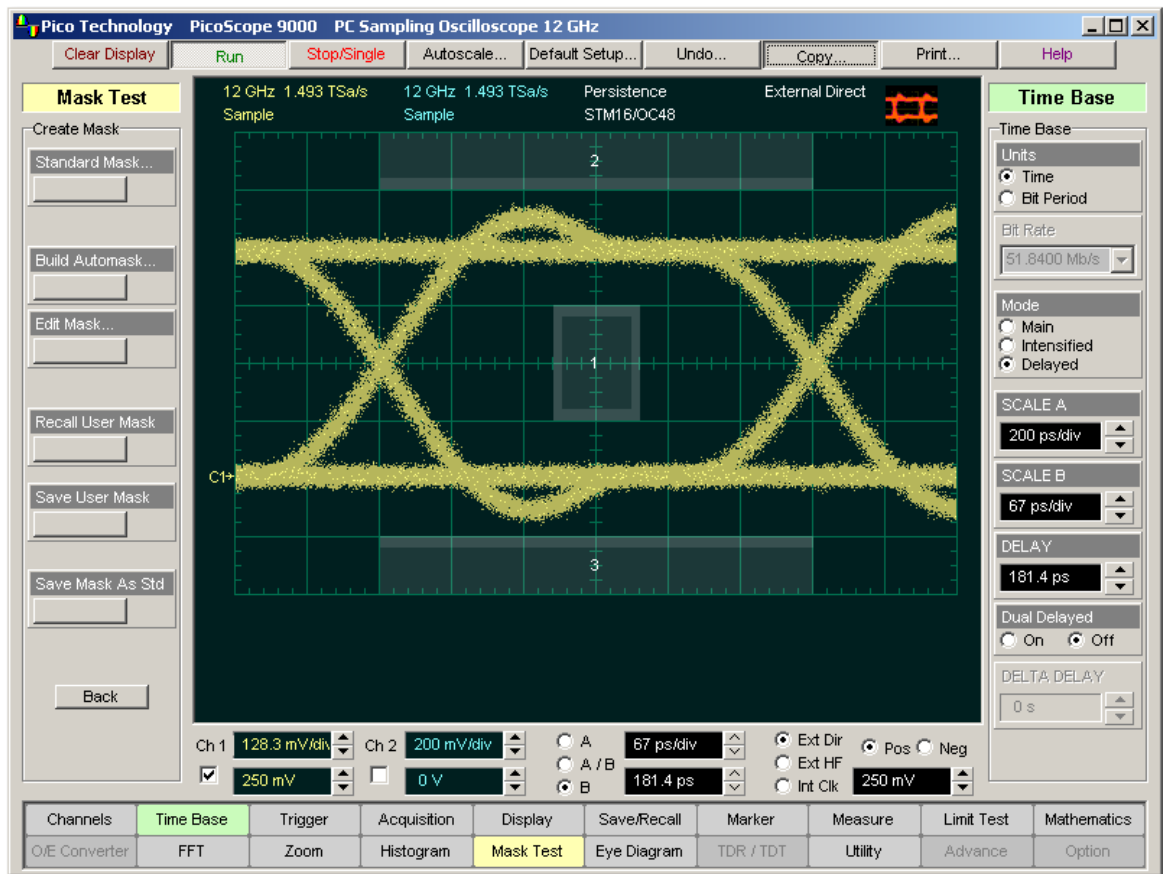 Pico Technology PicoScope 9000 PC Sampling Oscilloscope 12 GHz
Clear Display Run Stop/Single Autoscale... Default Setup... Undo... Copy... Print... Help
Mask Test
Create Mask
Standard Mask...
Build Automask...
Edit Mask...
Recall User Mask
Save User Mask
Save Mask As Std
Back
12 GHz 1.493 TSa/s 12 GHz 1.493 TSa/s Persistence External Direct
Sample Sample STM16/OC48
2
1
C1
3
Time Base
Time Base
Units
Time
Bit Period
Bit Rate
51.8400 Mb/s
Mode
Main
Intensified
Delayed
SCALE A
200 ps/div
SCALE B
67 ps/div
DELAY
181.4 ps
Dual Delayed
On Off
DELTA DELAY
0 s
Ch 1 128.3 mV/div Ch 2 200 mV/div A 67 ps/div Ext Dir Pos Neg
A / B Ext HF
250 mV 0 V B 181.4 ps Int Clk 250 mV
Channels Time Base Trigger Acquisition Display Save/Recall Marker Measure Limit Test Mathematics
O/E Converter FFT Zoom Histogram Mask Test Eye Diagram TDR / TDT Utility Advance Option